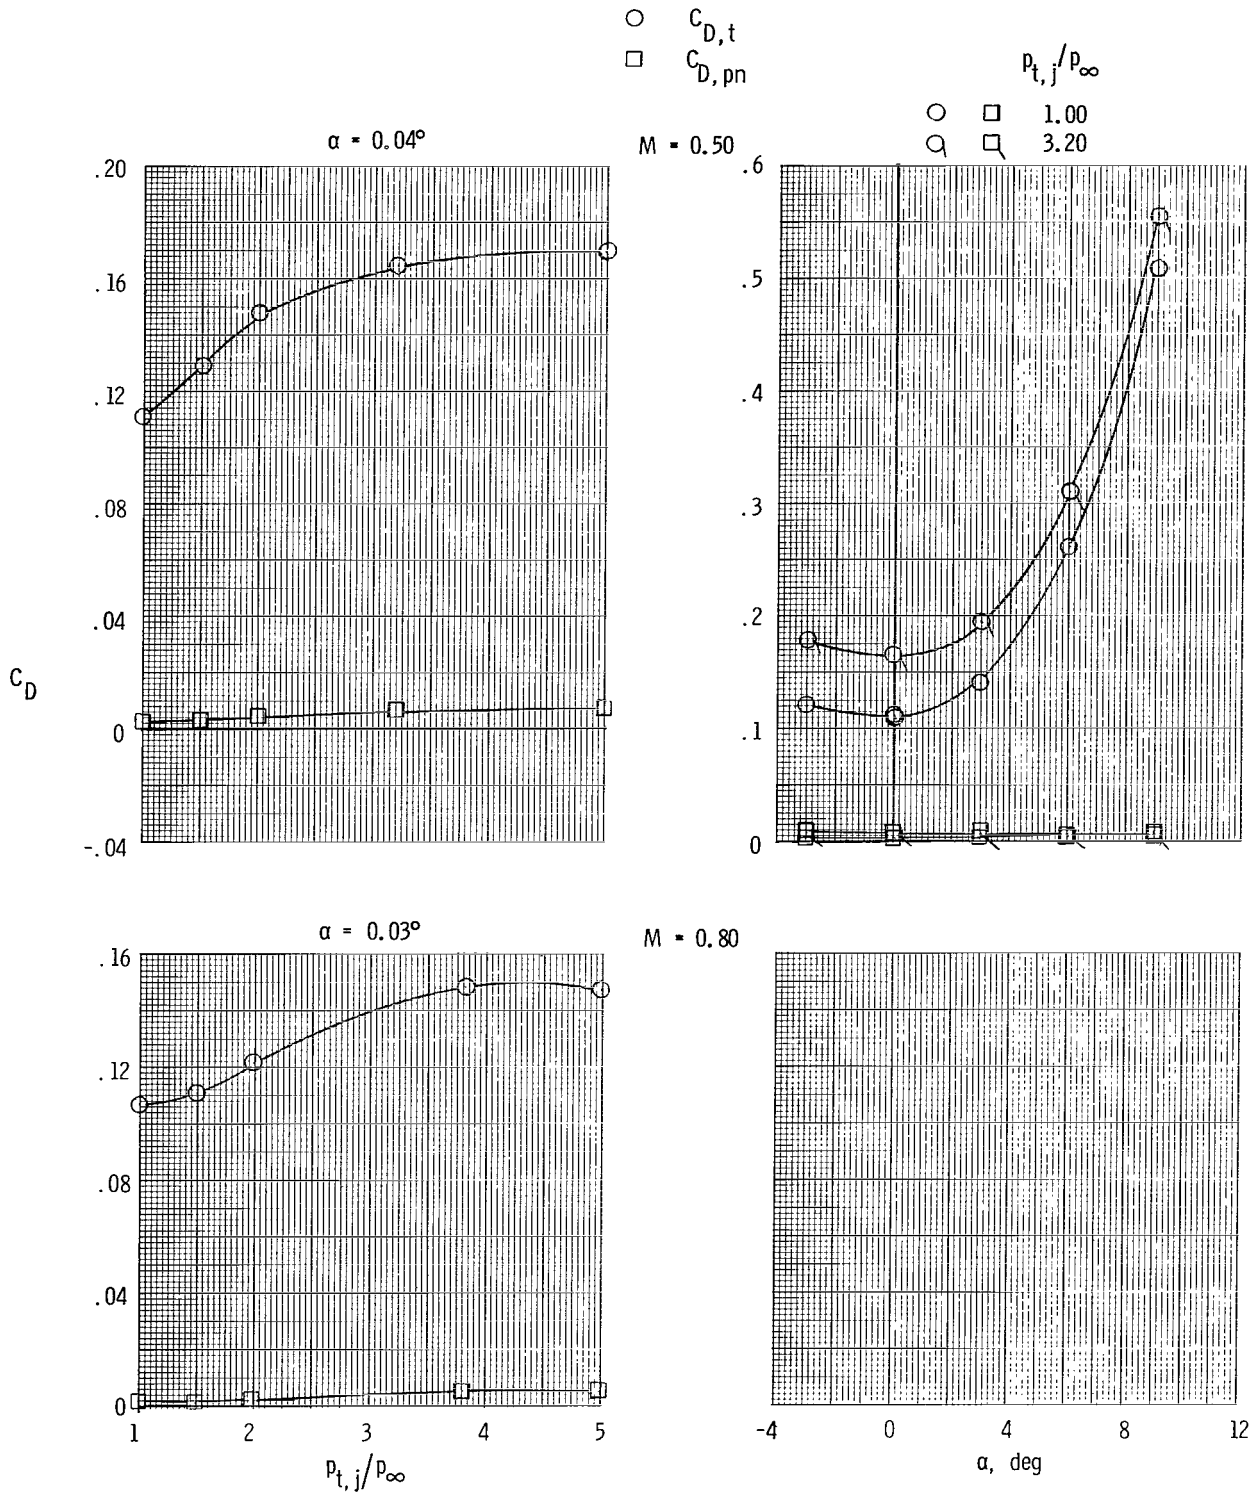 C_D,t
C_D,pn
p_t,j/p_∞
1.00
3.20
α = 0.04°
M = 0.50
.20
.16
.12
.08
.04
0
-.04
.6
.5
.4
.3
.2
.1
0
C_D
α = 0.03°
M = 0.80
.16
.12
.08
.04
0
1 2 3 4 5
p_t,j/p_∞
-4 0 4 8 12
α, deg